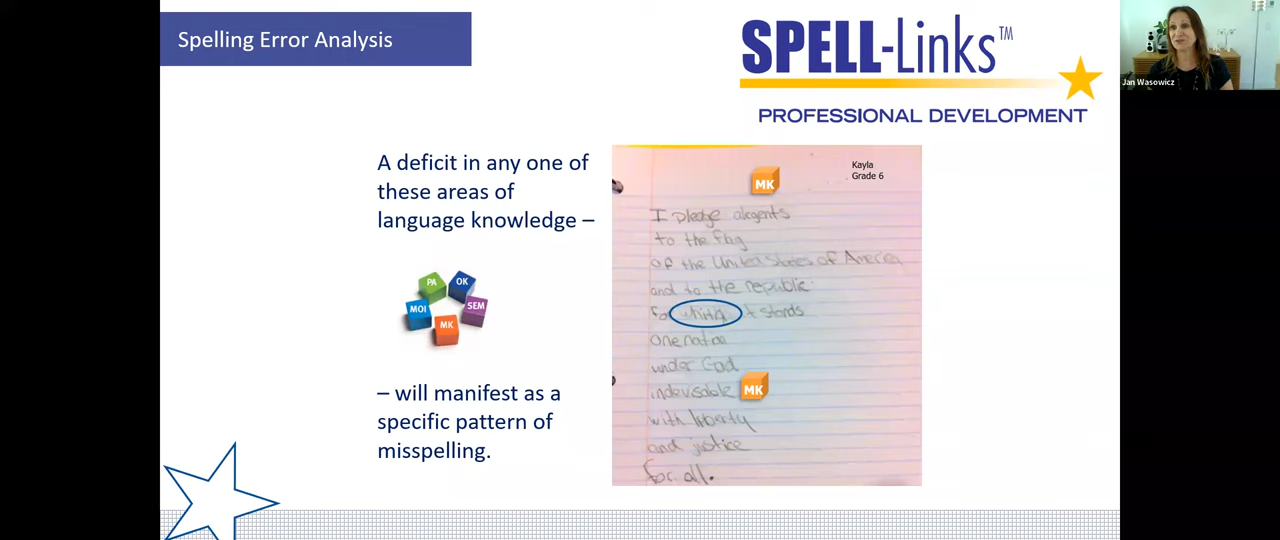 Spelling Error Analysis
SPELL-Links™
PROFESSIONAL DEVELOPMENT
Jan Wasowicz
A deficit in any one of
these areas of
language knowledge –
PA
OK
MOI
SEM
MK
– will manifest as a
specific pattern of
misspelling.
Kayla
Grade 6
MK
I pledge alegents
to the flag
of the United States of America
and to the republic
for it stands
one
under God
indevisable MK
with liberty
and justice
for all.